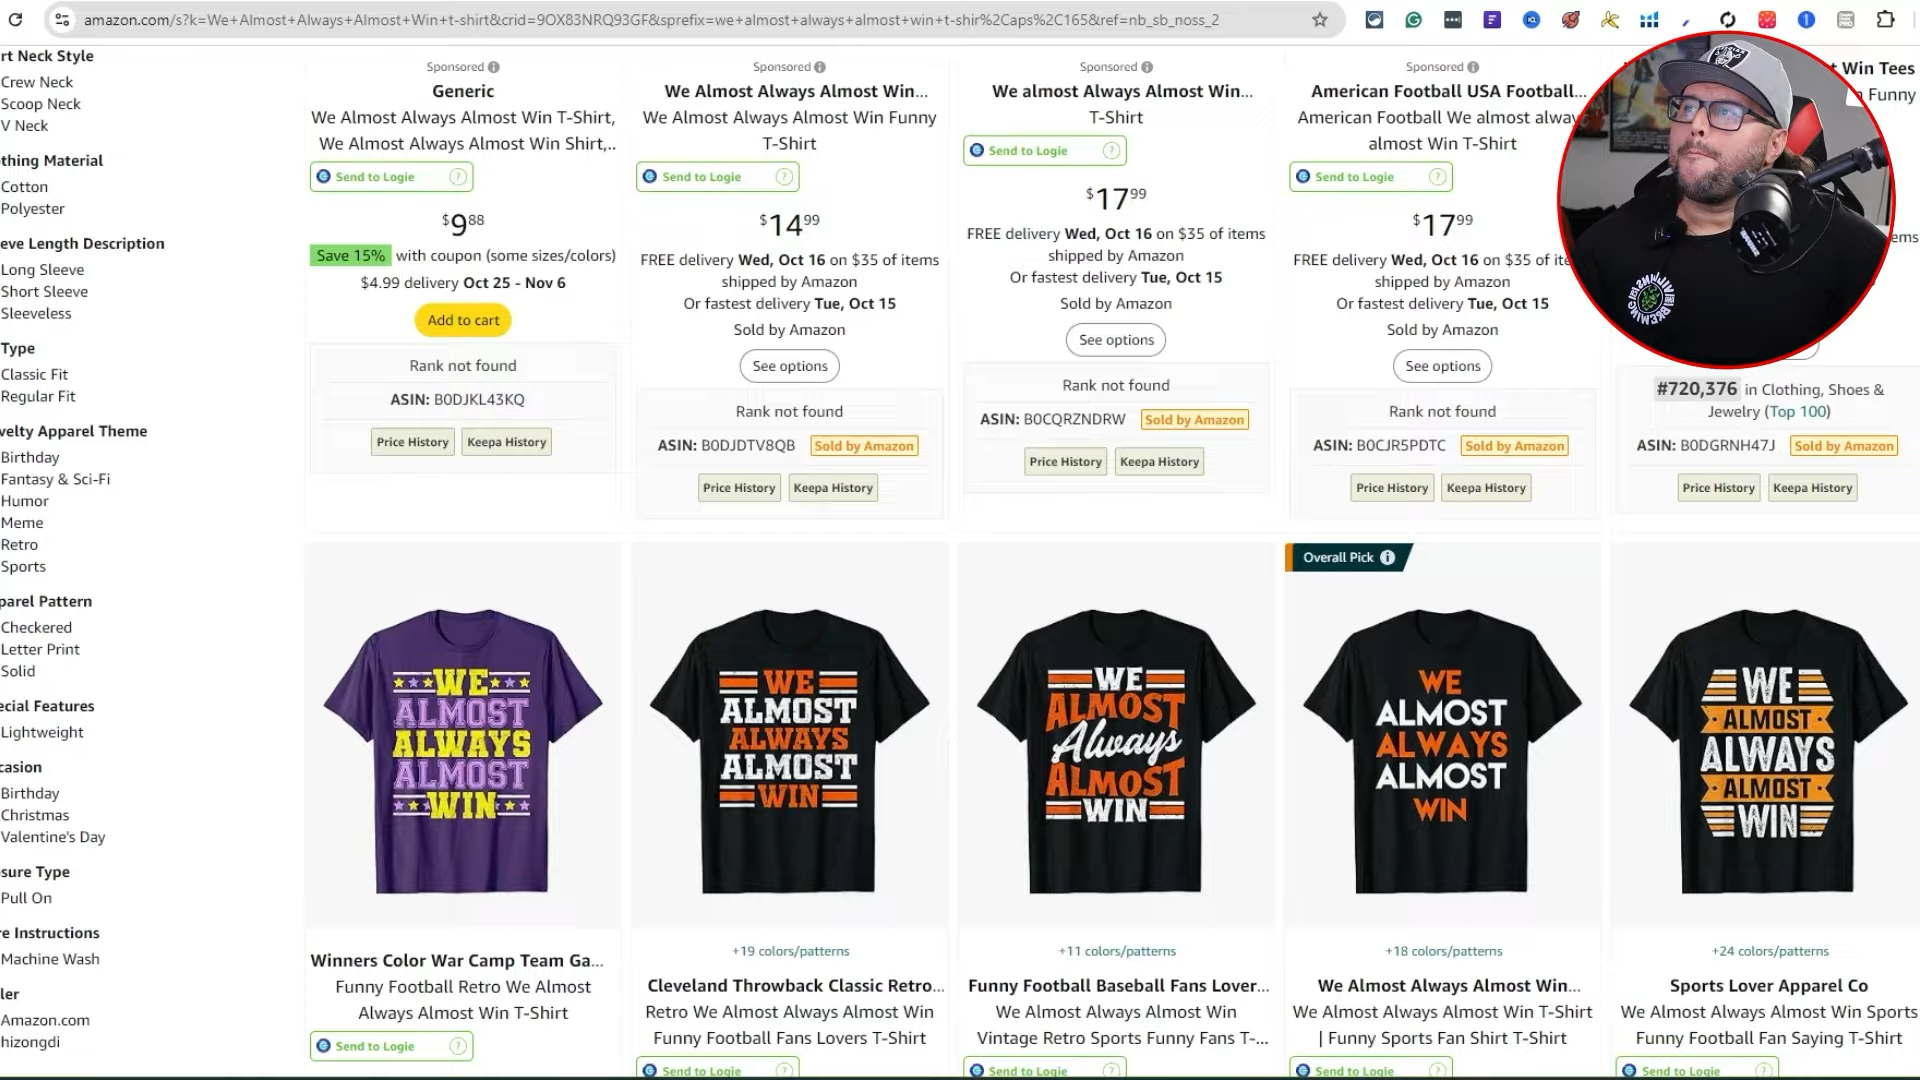 amazon.com/s?k=We+Almost+Always+Almost+Win+t-shirt&crid=9OX83NRQ93GF&sprefix=we+almost+always+almost+win+t-shir%2Caps%2C165&ref=nb_sb_noss_2
rt Neck Style
Crew Neck
Scoop Neck
V Neck
othing Material
Cotton
Polyester
eve Length Description
Long Sleeve
Short Sleeve
Sleeveless
Type
Classic Fit
Regular Fit
velty Apparel Theme
Birthday
Fantasy & Sci-Fi
Humor
Meme
Retro
Sports
parel Pattern
Checkered
Letter Print
Solid
ecial Features
Lightweight
casion
Birthday
Christmas
Valentine's Day
osure Type
Pull On
re Instructions
Machine Wash
ler
Amazon.com
hizongdi
Sponsored
Generic
We Almost Always Almost Win T-Shirt,
We Almost Always Almost Win Shirt,..
Send to Logie
$9.88
Save 15% with coupon (some sizes/colors)
$4.99 delivery Oct 25 - Nov 6
Add to cart
Rank not found
ASIN: B0DJKL43KQ
Price History Keepa History
Sponsored
We Almost Always Almost Win...
We Almost Always Almost Win Funny
T-Shirt
Send to Logie
$14.99
FREE delivery Wed, Oct 16 on $35 of items
shipped by Amazon
Or fastest delivery Tue, Oct 15
Sold by Amazon
See options
Rank not found
ASIN: B0DJDTV8QB Sold by Amazon
Price History Keepa History
Sponsored
We almost Always Almost Win...
T-Shirt
Send to Logie
$17.99
FREE delivery Wed, Oct 16 on $35 of items
shipped by Amazon
Or fastest delivery Tue, Oct 15
Sold by Amazon
See options
Rank not found
ASIN: B0CQRZNDRW Sold by Amazon
Price History Keepa History
Sponsored
American Football USA Football...
American Football We almost alway
almost Win T-Shirt
Send to Logie
$17.99
FREE delivery Wed, Oct 16 on $35 of ite
shipped by Amazon
Or fastest delivery Tue, Oct 15
Sold by Amazon
See options
Rank not found
ASIN: B0CJR5PDTC Sold by Amazon
Price History Keepa History
t Win Tees
n Funny
ems
#720,376 in Clothing, Shoes &
Jewelry (Top 100)
ASIN: B0DGRNH47J Sold by Amazon
Price History Keepa History
WE
ALMOST
ALWAYS
ALMOST
WIN
Winners Color War Camp Team Ga...
Funny Football Retro We Almost
Always Almost Win T-Shirt
Send to Logie
WE
ALMOST
ALWAYS
ALMOST
WIN
+19 colors/patterns
Cleveland Throwback Classic Retro...
Retro We Almost Always Almost Win
Funny Football Fans Lovers T-Shirt
Send to Logie
WE
ALMOST
Always
ALMOST
WIN
+11 colors/patterns
Funny Football Baseball Fans Lover...
We Almost Always Almost Win
Vintage Retro Sports Funny Fans T-...
Send to Logie
Overall Pick
WE
ALMOST
ALWAYS
ALMOST
WIN
+18 colors/patterns
We Almost Always Almost Win...
We Almost Always Almost Win T-Shirt
| Funny Sports Fan Shirt T-Shirt
Send to Logie
WE
ALMOST
ALWAYS
ALMOST
WIN
+24 colors/patterns
Sports Lover Apparel Co
We Almost Always Almost Win Sports
Funny Football Fan Saying T-Shirt
Send to Logie